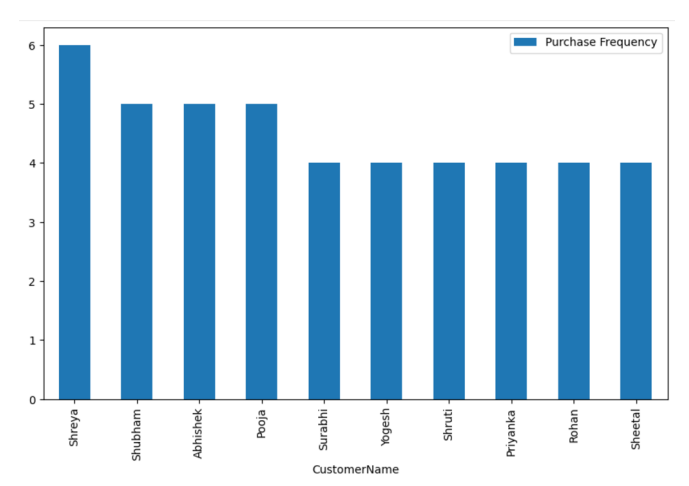 Purchase Frequency
6
5
4
3
2
1
0
Shreya
Shubham
Abhishek
Pooja
Surabhi
Yogesh
Shruti
Priyanka
Rohan
Sheetal
CustomerName